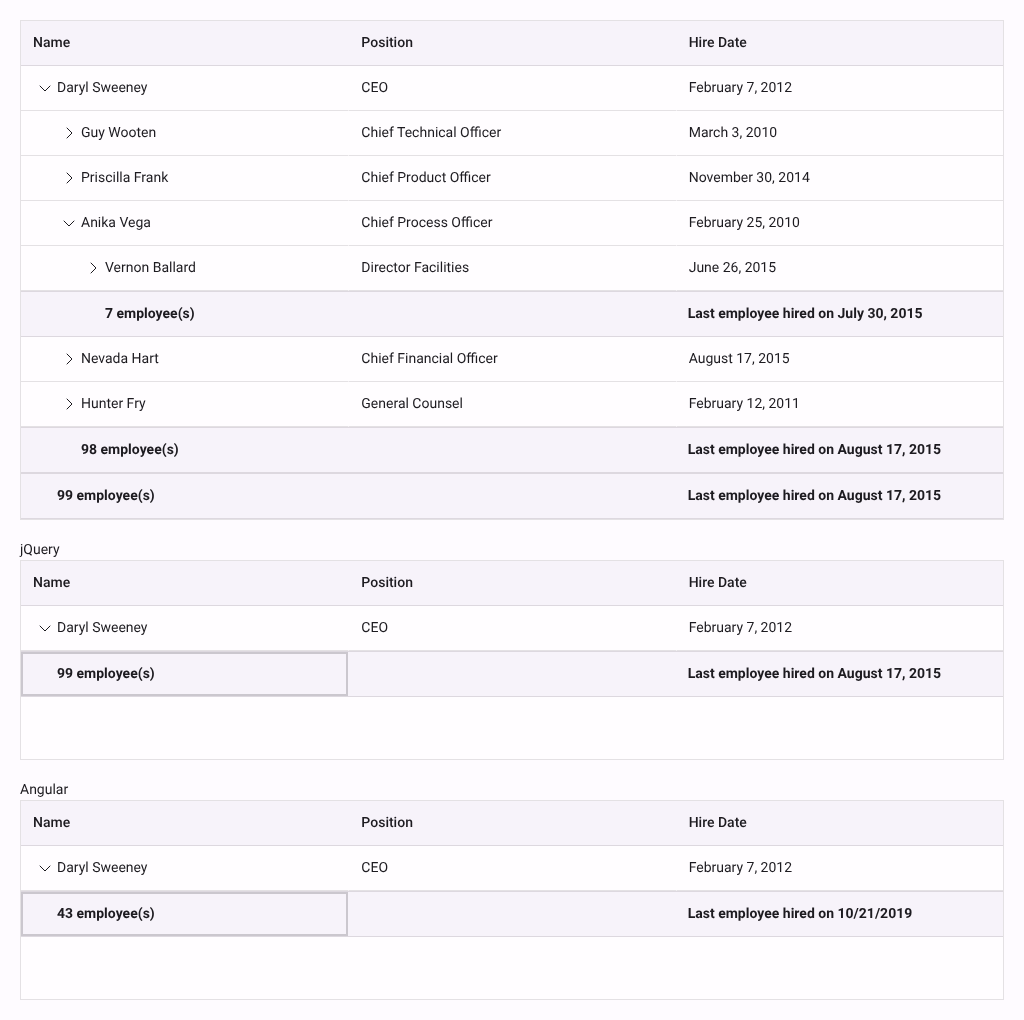 Name Position Hire Date
Daryl Sweeney CEO February 7, 2012
Guy Wooten Chief Technical Officer March 3, 2010
Priscilla Frank Chief Product Officer November 30, 2014
Anika Vega Chief Process Officer February 25, 2010
Vernon Ballard Director Facilities June 26, 2015
7 employee(s) Last employee hired on July 30, 2015
Nevada Hart Chief Financial Officer August 17, 2015
Hunter Fry General Counsel February 12, 2011
98 employee(s) Last employee hired on August 17, 2015
99 employee(s) Last employee hired on August 17, 2015
jQuery
Name Position Hire Date
Daryl Sweeney CEO February 7, 2012
99 employee(s) Last employee hired on August 17, 2015
Angular
Name Position Hire Date
Daryl Sweeney CEO February 7, 2012
43 employee(s) Last employee hired on 10/21/2019